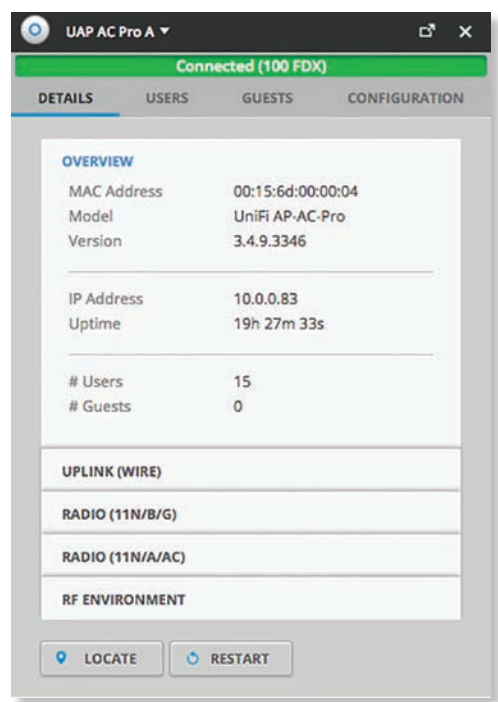 UAP AC Pro A
Connected (100 FDX)
DETAILS USERS GUESTS CONFIGURATION
OVERVIEW
MAC Address 00:15:6d:00:00:04
Model UniFi AP-AC-Pro
Version 3.4.9.3346
IP Address 10.0.0.83
Uptime 19h 27m 33s
# Users 15
# Guests 0
UPLINK (WIRE)
RADIO (11N/B/G)
RADIO (11N/A/AC)
RF ENVIRONMENT
LOCATE RESTART